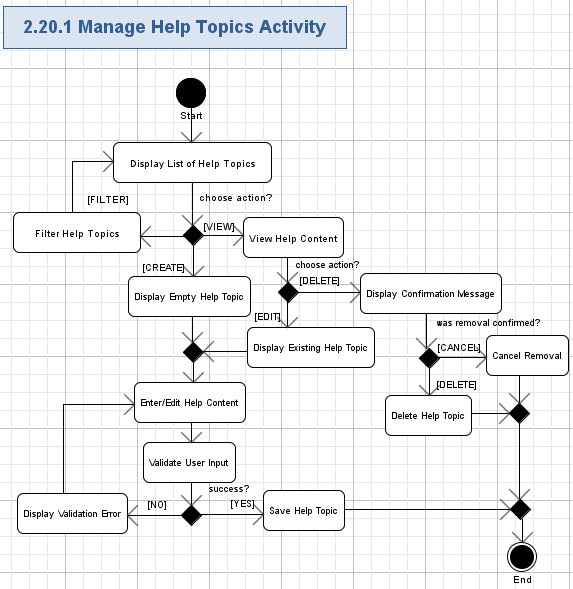 2.20.1 Manage Help Topics Activity
Start
Display List of Help Topics
[FILTER]
choose action?
Filter Help Topics
[VIEW]
View Help Content
[CREATE]
choose action?
[DELETE]
Display Empty Help Topic
Display Confirmation Message
[EDIT]
was removal confirmed?
Display Existing Help Topic
[CANCEL]
Cancel Removal
[DELETE]
Enter/Edit Help Content
Delete Help Topic
Validate User Input
success?
[NO]
[YES]
Display Validation Error
Save Help Topic
End